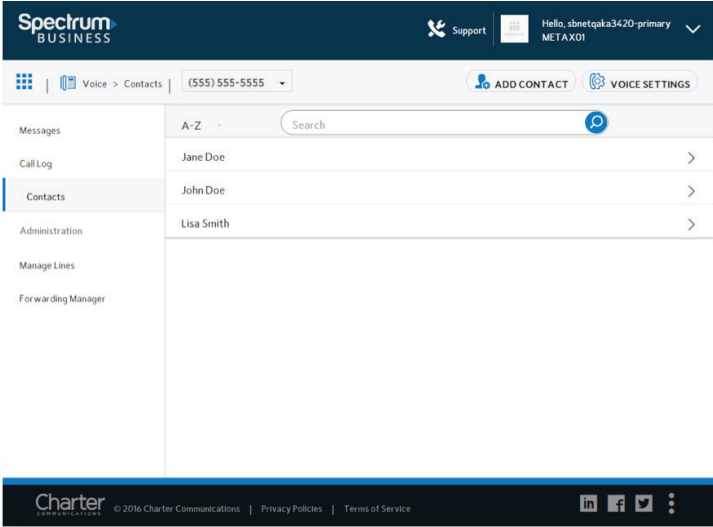 Spectrum
BUSINESS
Support
Hello, sbnetqaka3420-primary
METAX01
Voice > Contacts
(555) 555-5555
ADD CONTACT
VOICE SETTINGS
Messages
Call Log
Contacts
Administration
Manage Lines
Forwarding Manager
A-Z -
Search
Jane Doe
John Doe
Lisa Smith
Charter
COMMUNICATIONS
© 2016 Charter Communications | Privacy Policies | Terms of Service